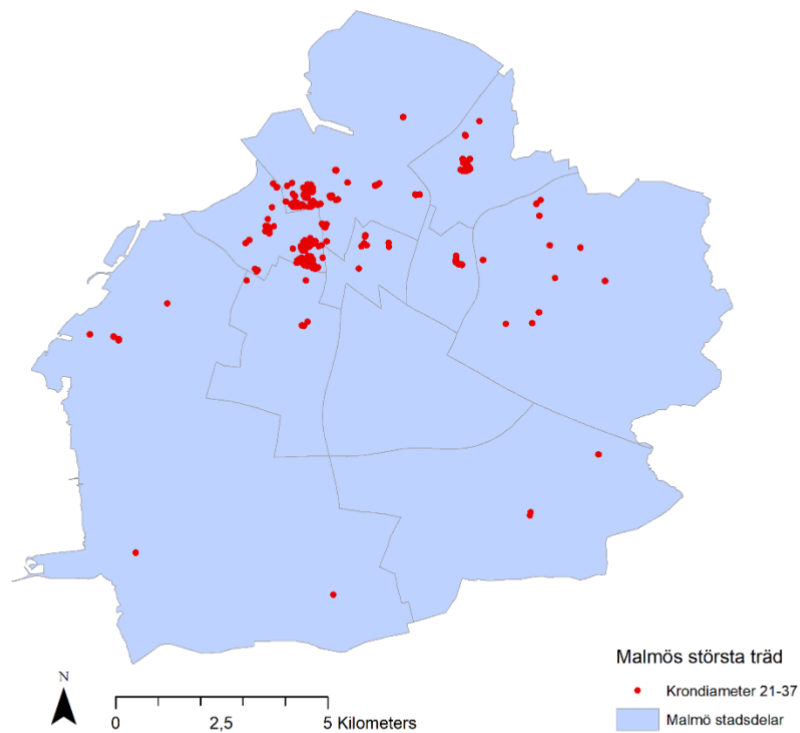 Malmös största träd
Krondiameter 21-37
Malmö stadsdelar
N
0 2,5 5 Kilometers